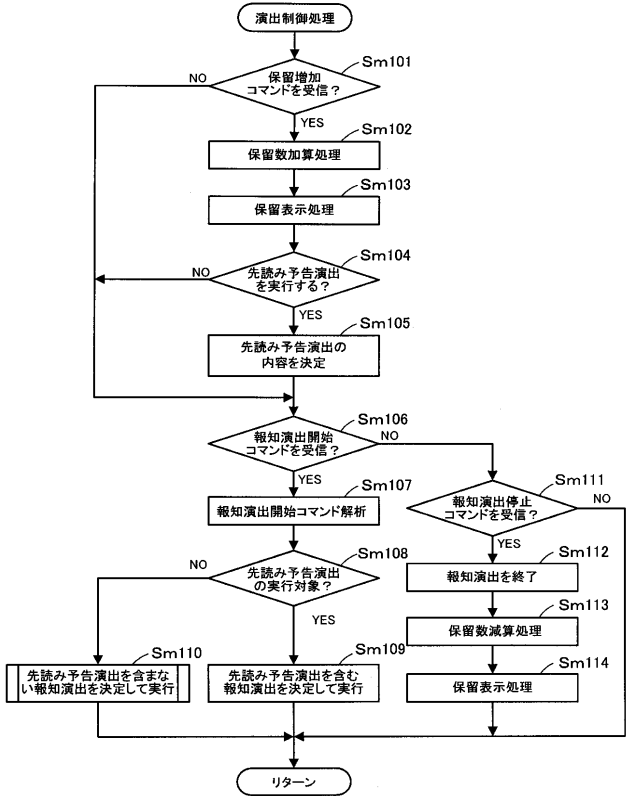 演出制御処理
Sm101
保留増加
コマンドを受信?
NO
YES
Sm102
保留数加算処理
Sm103
保留表示処理
Sm104
先読み予告演出
を実行する?
NO
YES
Sm105
先読み予告演出の
内容を決定
Sm106
報知演出開始
コマンドを受信?
NO
YES
Sm107
報知演出開始コマンド解析
Sm108
先読み予告演出
の実行対象?
NO
YES
Sm109
先読み予告演出を含む
報知演出を決定して実行
Sm110
先読み予告演出を含まな
い報知演出を決定して実行
Sm111
報知演出停止
コマンドを受信?
NO
YES
Sm112
報知演出を終了
Sm113
保留数減算処理
Sm114
保留表示処理
リターン